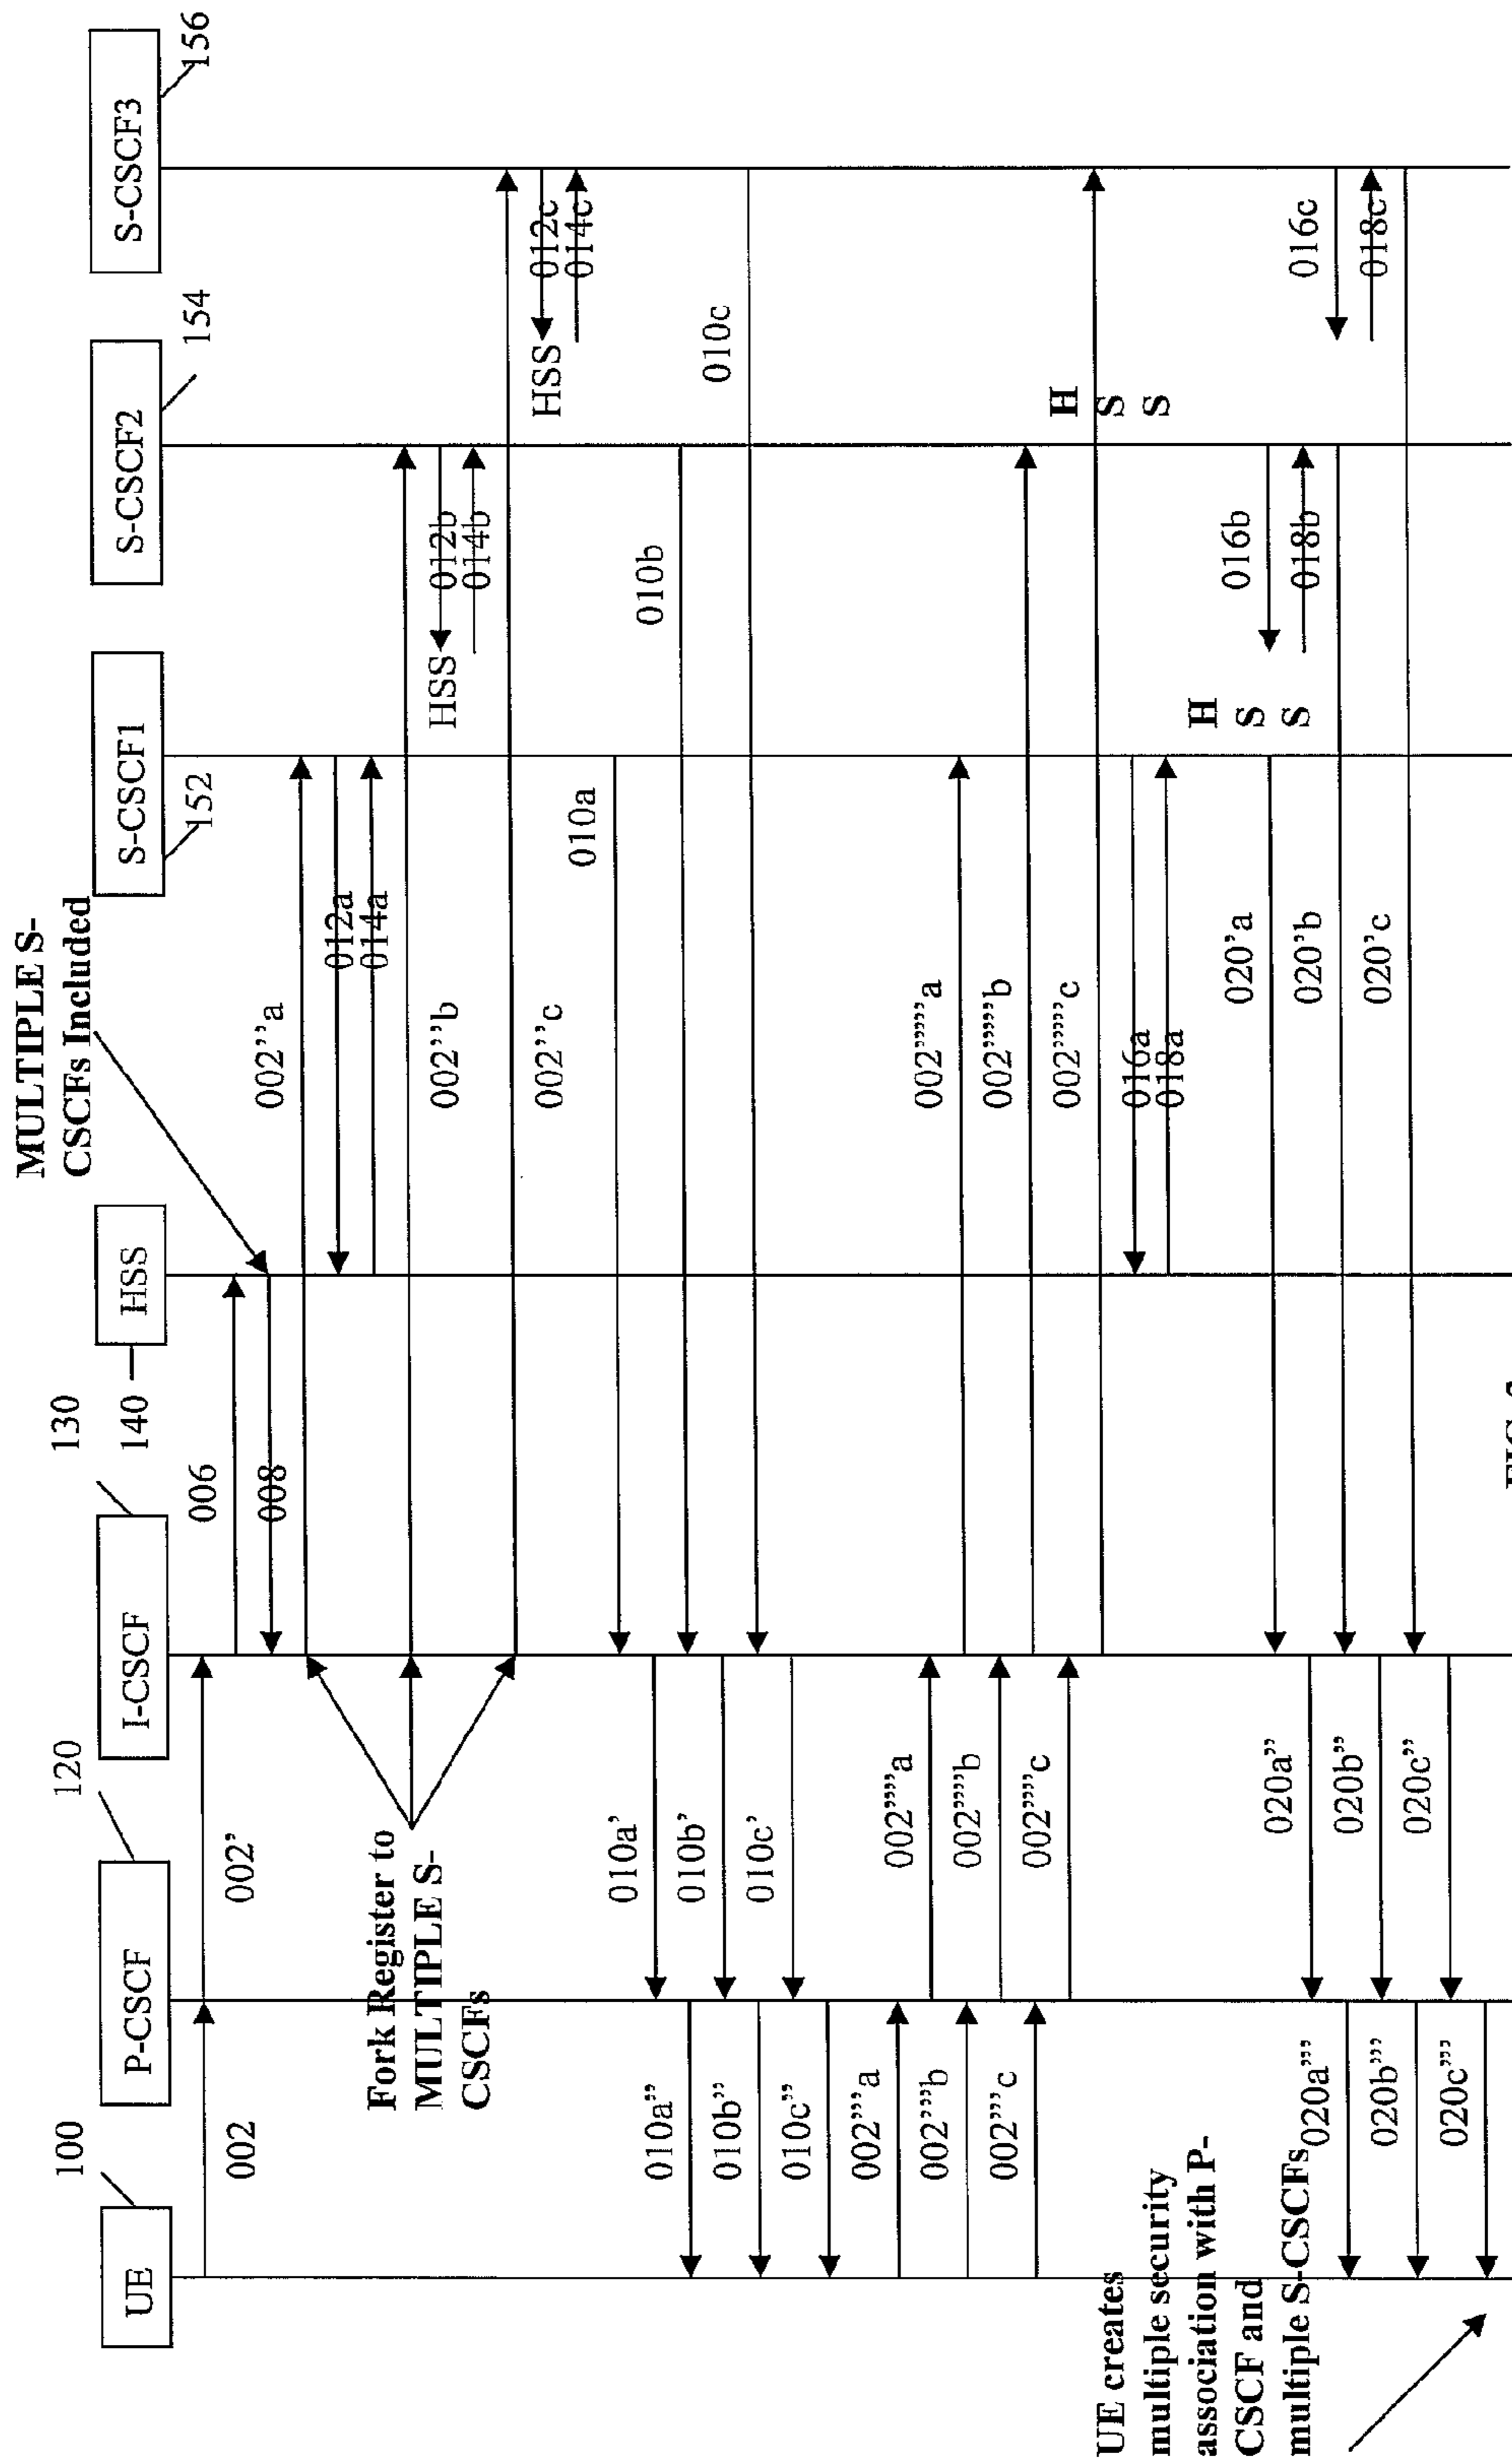 MULTIPLE S-
CSCFs Included
100
120
130
140
152
154
156
UE
P-CSCF
I-CSCF
HSS
S-CSCF1
S-CSCF2
S-CSCF3
002
002'
006
008
002''a
012a
014a
Fork Register to
MULTIPLE S-
CSCFs
002''b
HSS
012b
014b
002''c
HSS
012c
014c
010a
010a'
010a''
010b
010b'
010b''
010c
010c'
010c''
002'''a
002''''a
002'''''a
002'''b
002''''b
002'''''b
002'''c
002''''c
002'''''c
H
S
S
016a
018a
UE creates
multiple security
association with P-
CSCF and
multiple S-CSCFs
H
S
S
016b
018b
016c
018c
020'a
020a''
020a'''
020'b
020b''
020b'''
020'c
020c''
020c'''